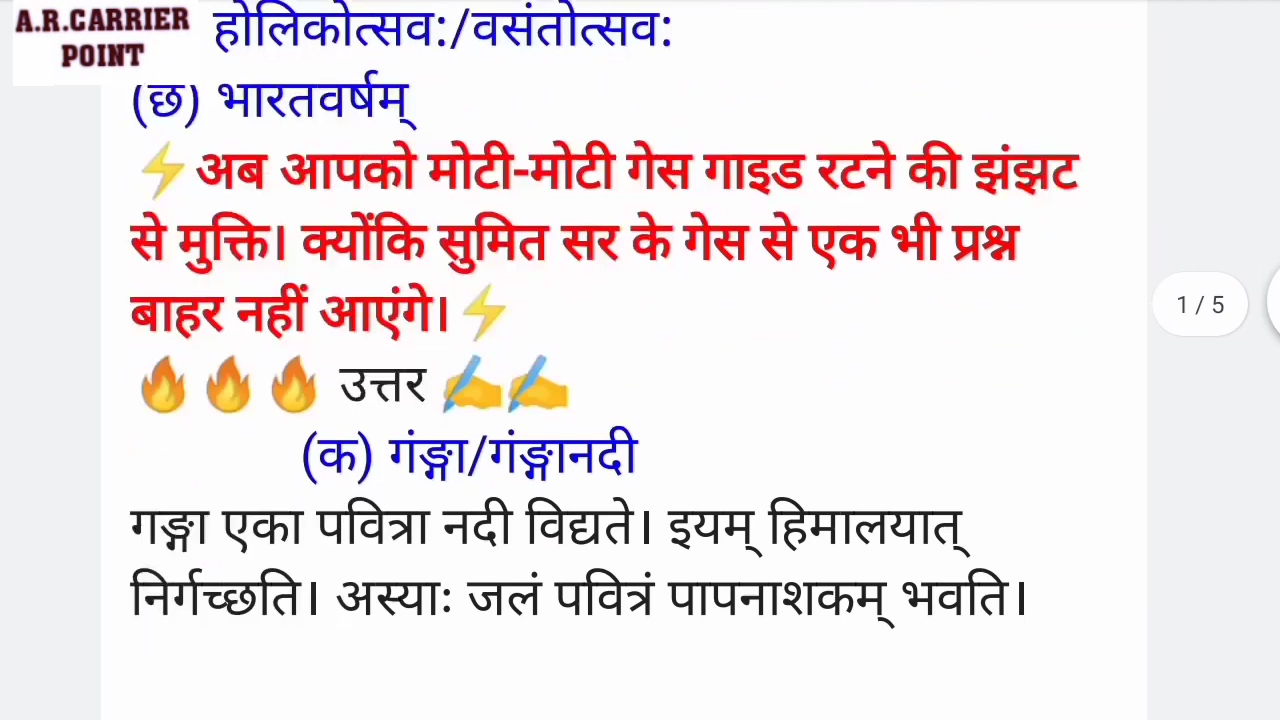 A.R.CARRIER
POINT
होलिकोत्सव:/वसंतोत्सव:
(छ) भारतवर्षम्
⚡अब आपको मोटी-मोटी गेस गाइड रटने की झंझट
से मुक्ति। क्योंकि सुमित सर के गेस से एक भी प्रश्न
बाहर नहीं आएंगे।⚡
1 / 5
🔥🔥🔥 उत्तर ✍️✍️
(क) गंङ्गा/गंङ्गानदी
गङ्गा एका पवित्रा नदी विद्यते। इयम् हिमालयात्
निर्गच्छति। अस्याः जलं पवित्रं पापनाशकम् भवति।